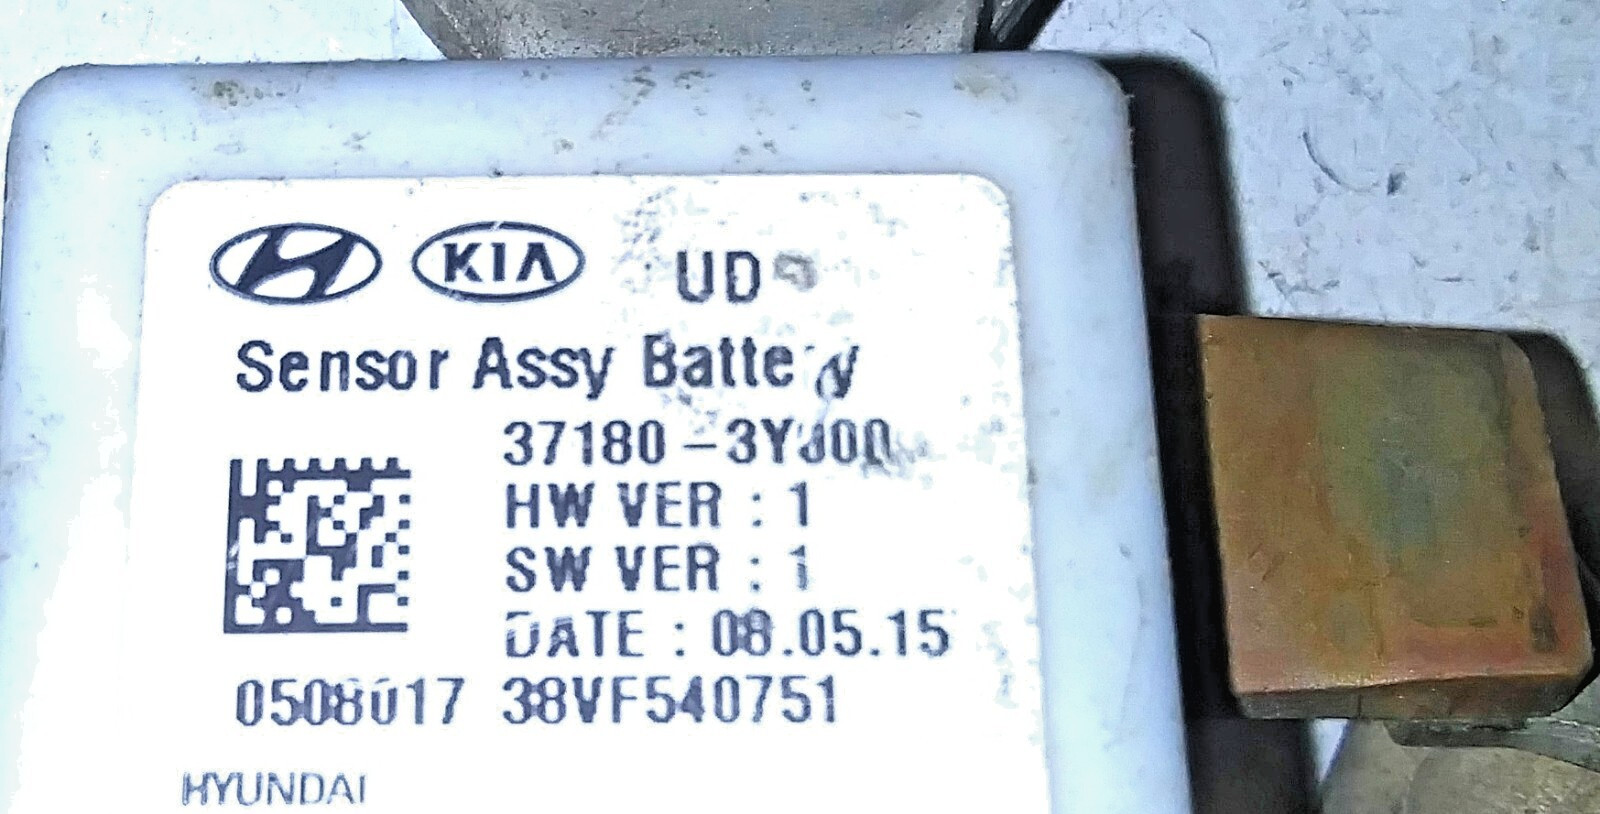 KIA UD
Sensor Assy Battery
37180-
HW VER : 1
SW VER : 1
DATE : 08.05.15
0508017 38VF540751
HYUNDAI